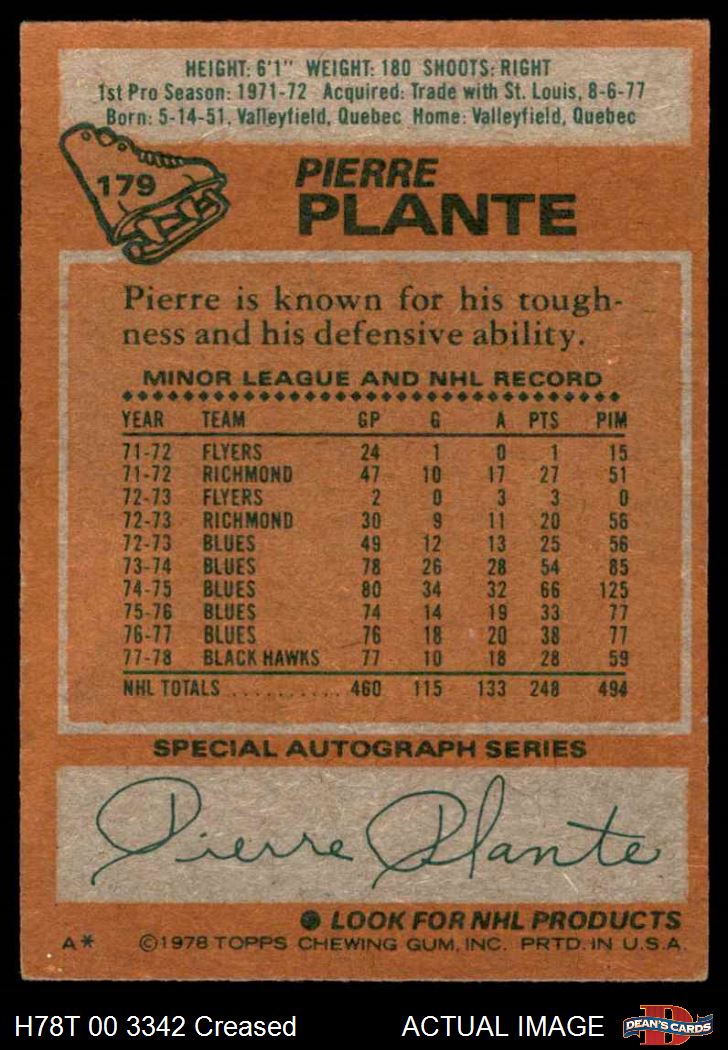 HEIGHT: 6'1" WEIGHT: 180 SHOOTS: RIGHT
1st Pro Season: 1971-72 Acquired: Trade with St. Louis, 8-6-77
Born: 5-14-51, Valleyfield, Quebec Home: Valleyfield, Quebec
179
PIERRE
PLANTE
Pierre is known for his tough-
ness and his defensive ability.
MINOR LEAGUE AND NHL RECORD
YEAR TEAM GP G A PTS PIM
71-72 FLYERS 24 1 0 1 15
71-72 RICHMOND 47 10 17 27 51
72-73 FLYERS 2 0 3 3 0
72-73 RICHMOND 30 9 11 20 56
72-73 BLUES 49 12 13 25 56
73-74 BLUES 78 26 28 54 85
74-75 BLUES 80 34 32 66 125
75-76 BLUES 74 14 19 33 77
76-77 BLUES 76 18 20 38 77
77-78 BLACK HAWKS 77 10 18 28 59
NHL TOTALS .......... 460 115 133 248 494
SPECIAL AUTOGRAPH SERIES
Pierre Plante
● LOOK FOR NHL PRODUCTS
A* ©1978 TOPPS CHEWING GUM, INC. PRTD. IN U.S.A.
H78T 00 3342 Creased ACTUAL IMAGE
D
DEAN'S CARDS